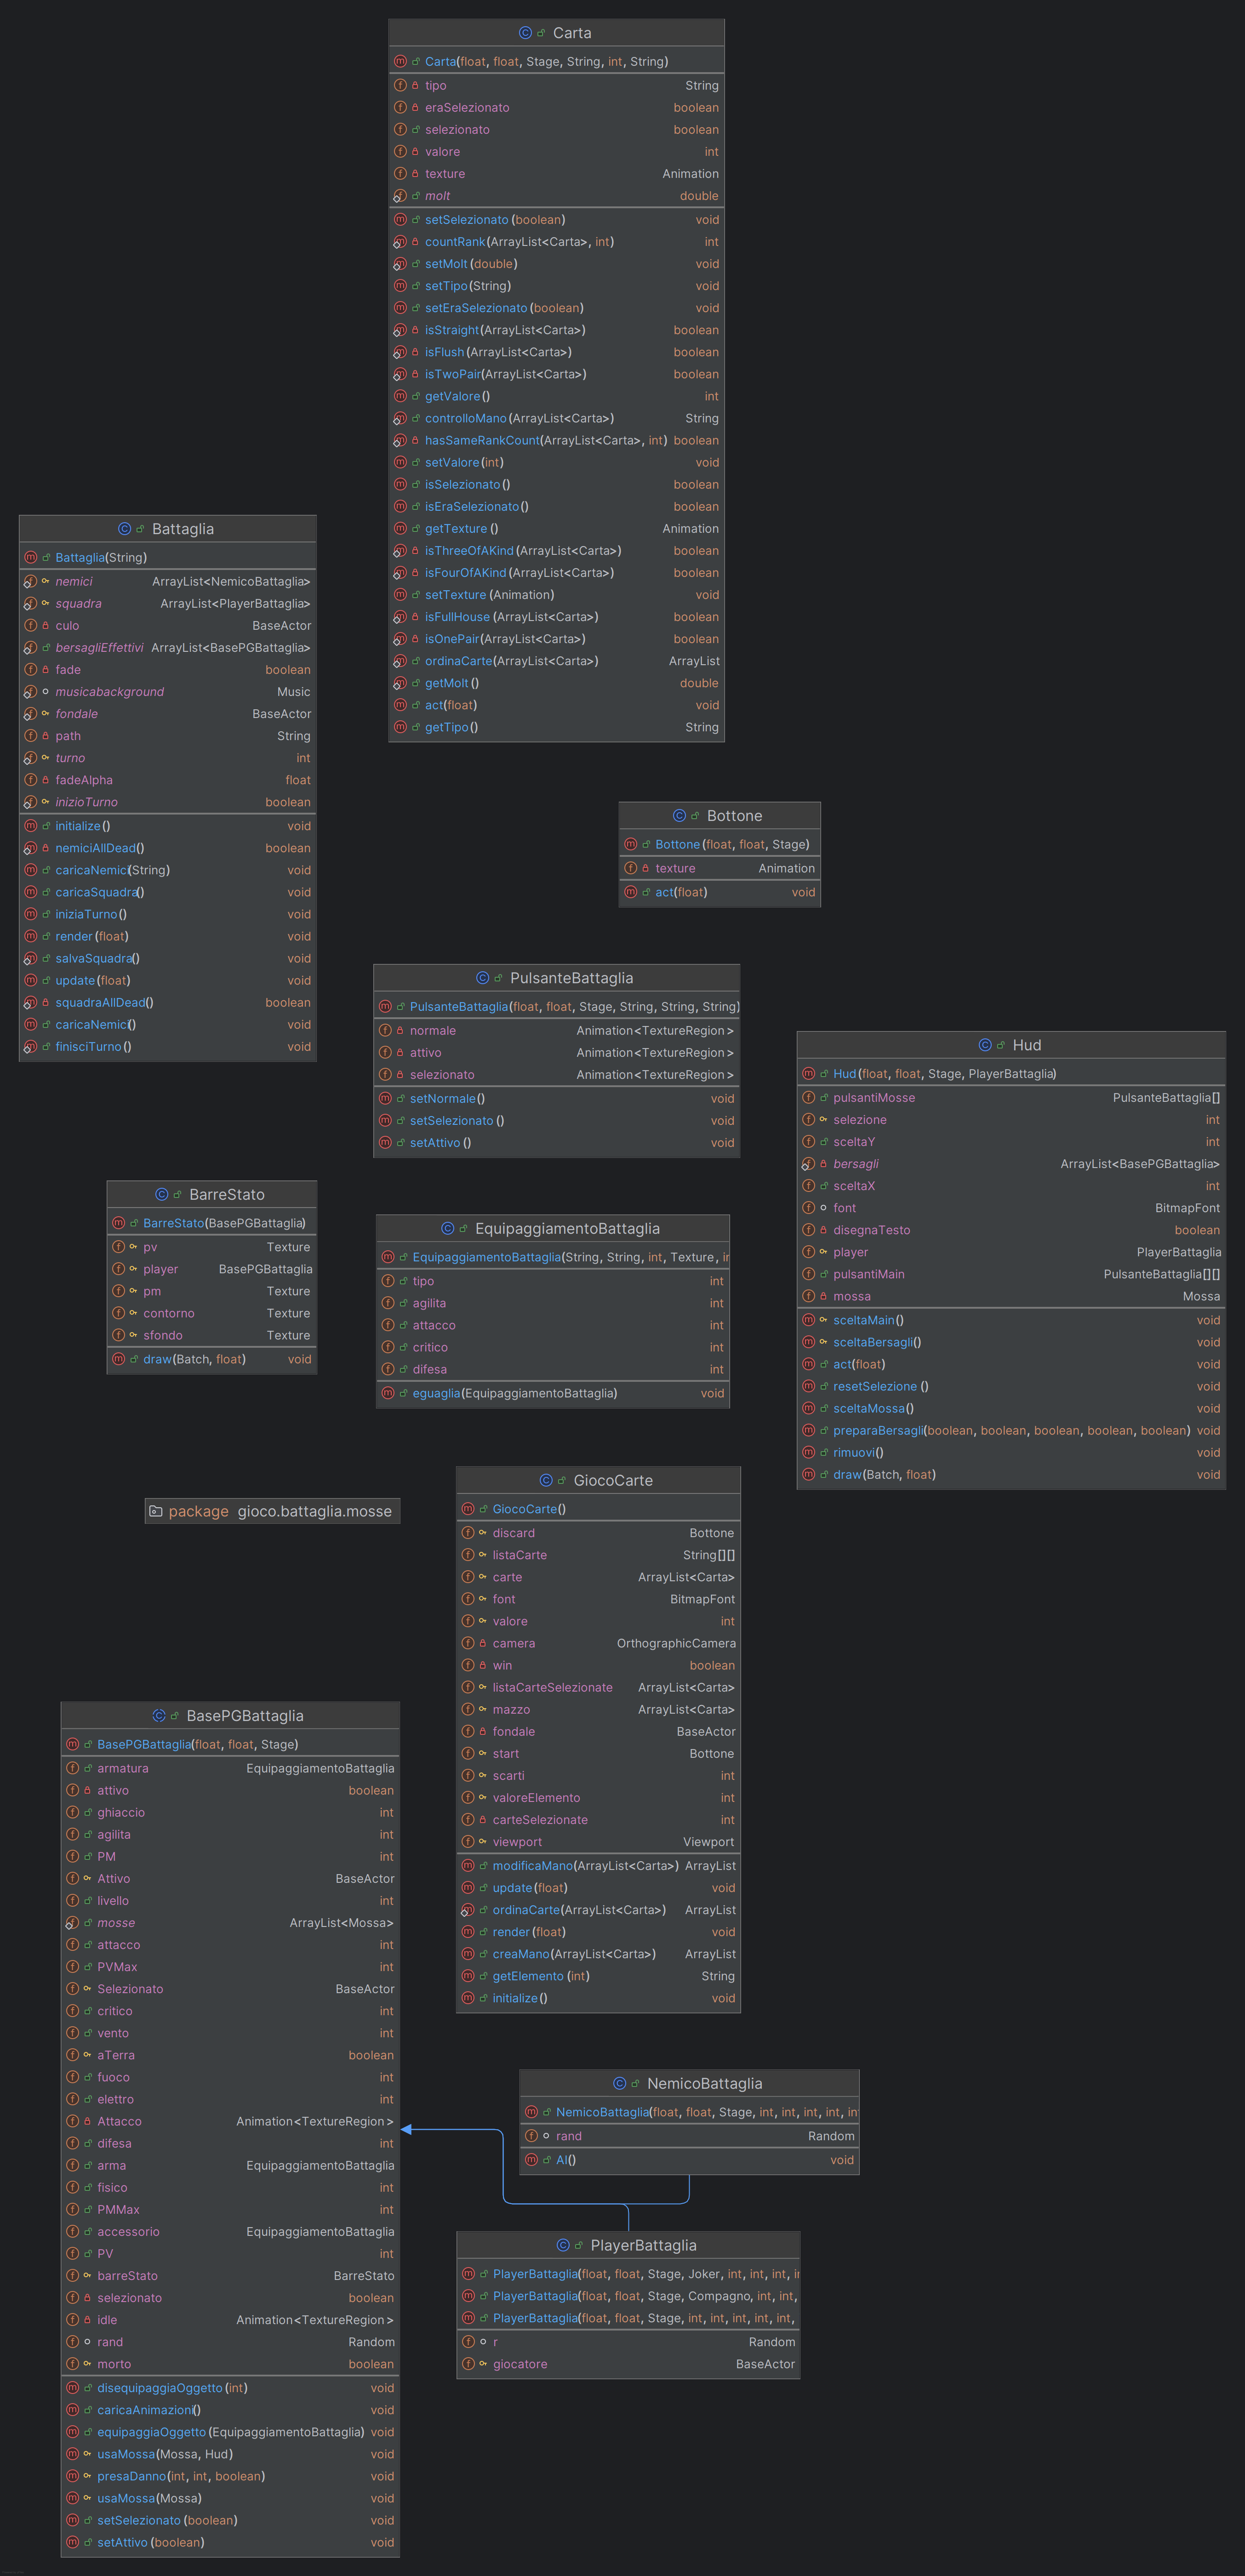 Carta
Carta(float, float, Stage, String, int, String)
tipo String
eraSelezionato boolean
selezionato boolean
valore int
texture Animation
molt double
setSelezionato(boolean) void
countRank(ArrayList<Carta>, int) int
setMolt(double) void
setTipo(String) void
setEraSelezionato(boolean) void
isStraight(ArrayList<Carta>) boolean
isFlush(ArrayList<Carta>) boolean
isTwoPair(ArrayList<Carta>) boolean
getValore() int
controlloMano(ArrayList<Carta>) String
hasSameRankCount(ArrayList<Carta>, int) boolean
setValore(int) void
isSelezionato() boolean
isEraSelezionato() boolean
getTexture() Animation
isThreeOfAKind(ArrayList<Carta>) boolean
isFourOfAKind(ArrayList<Carta>) boolean
setTexture(Animation) void
isFullHouse(ArrayList<Carta>) boolean
isOnePair(ArrayList<Carta>) boolean
ordinaCarte(ArrayList<Carta>) ArrayList
getMolt() double
act(float) void
getTipo() String
Battaglia
Battaglia(String)
nemici ArrayList<NemicoBattaglia>
squadra ArrayList<PlayerBattaglia>
culo BaseActor
bersagliEffettivi ArrayList<BasePGBattaglia>
fade boolean
musicabackground Music
fondale BaseActor
path String
turno int
fadeAlpha float
inizioTurno boolean
initialize() void
nemiciAllDead() boolean
caricaNemici(String) void
caricaSquadra() void
iniziaTurno() void
render(float) void
salvaSquadra() void
update(float) void
squadraAllDead() boolean
caricaNemici() void
finisciTurno() void
Bottone
Bottone(float, float, Stage)
texture Animation
act(float) void
PulsanteBattaglia
PulsanteBattaglia(float, float, Stage, String, String, String)
normale Animation<TextureRegion>
attivo Animation<TextureRegion>
selezionato Animation<TextureRegion>
setNormale() void
setSelezionato() void
setAttivo() void
Hud
Hud(float, float, Stage, PlayerBattaglia)
pulsantiMosse PulsanteBattaglia[]
selezione int
sceltaY int
bersagli ArrayList<BasePGBattaglia>
sceltaX int
font BitmapFont
disegnaTesto boolean
player PlayerBattaglia
pulsantiMain PulsanteBattaglia[][]
mossa Mossa
sceltaMain() void
sceltaBersagli() void
act(float) void
resetSelezione() void
sceltaMossa() void
preparaBersagli(boolean, boolean, boolean, boolean, boolean) void
rimuovi() void
draw(Batch, float) void
BarreStato
BarreStato(BasePGBattaglia)
pv Texture
player BasePGBattaglia
pm Texture
contorno Texture
sfondo Texture
draw(Batch, float) void
EquipaggiamentoBattaglia
EquipaggiamentoBattaglia(String, String, int, Texture, in
tipo int
agilita int
attacco int
critico int
difesa int
eguaglia(EquipaggiamentoBattaglia) void
package gioco.battaglia.mosse
GiocoCarte
GiocoCarte()
discard Bottone
listaCarte String[][]
carte ArrayList<Carta>
font BitmapFont
valore int
camera OrthographicCamera
win boolean
listaCarteSelezionate ArrayList<Carta>
mazzo ArrayList<Carta>
fondale BaseActor
start Bottone
scarti int
valoreElemento int
carteSelezionate int
viewport Viewport
modificaMano(ArrayList<Carta>) ArrayList
update(float) void
ordinaCarte(ArrayList<Carta>) ArrayList
render(float) void
creaMano(ArrayList<Carta>) ArrayList
getElemento(int) String
initialize() void
BasePGBattaglia
BasePGBattaglia(float, float, Stage)
armatura EquipaggiamentoBattaglia
attivo boolean
ghiaccio int
agilita int
PM int
Attivo BaseActor
livello int
mosse ArrayList<Mossa>
attacco int
PVMax int
Selezionato BaseActor
critico int
vento int
aTerra boolean
fuoco int
elettro int
Attacco Animation<TextureRegion>
difesa int
arma EquipaggiamentoBattaglia
fisico int
PMMax int
accessorio EquipaggiamentoBattaglia
PV int
barreStato BarreStato
selezionato boolean
idle Animation<TextureRegion>
rand Random
morto boolean
disequipaggiaOggetto(int) void
caricaAnimazioni() void
equipaggiaOggetto(EquipaggiamentoBattaglia) void
usaMossa(Mossa, Hud) void
presaDanno(int, int, boolean) void
usaMossa(Mossa) void
setSelezionato(boolean) void
setAttivo(boolean) void
NemicoBattaglia
NemicoBattaglia(float, float, Stage, int, int, int, int, int
rand Random
AI() void
PlayerBattaglia
PlayerBattaglia(float, float, Stage, Joker, int, int, int, i
PlayerBattaglia(float, float, Stage, Compagno, int, int,
PlayerBattaglia(float, float, Stage, int, int, int, int, int,
r Random
giocatore BaseActor